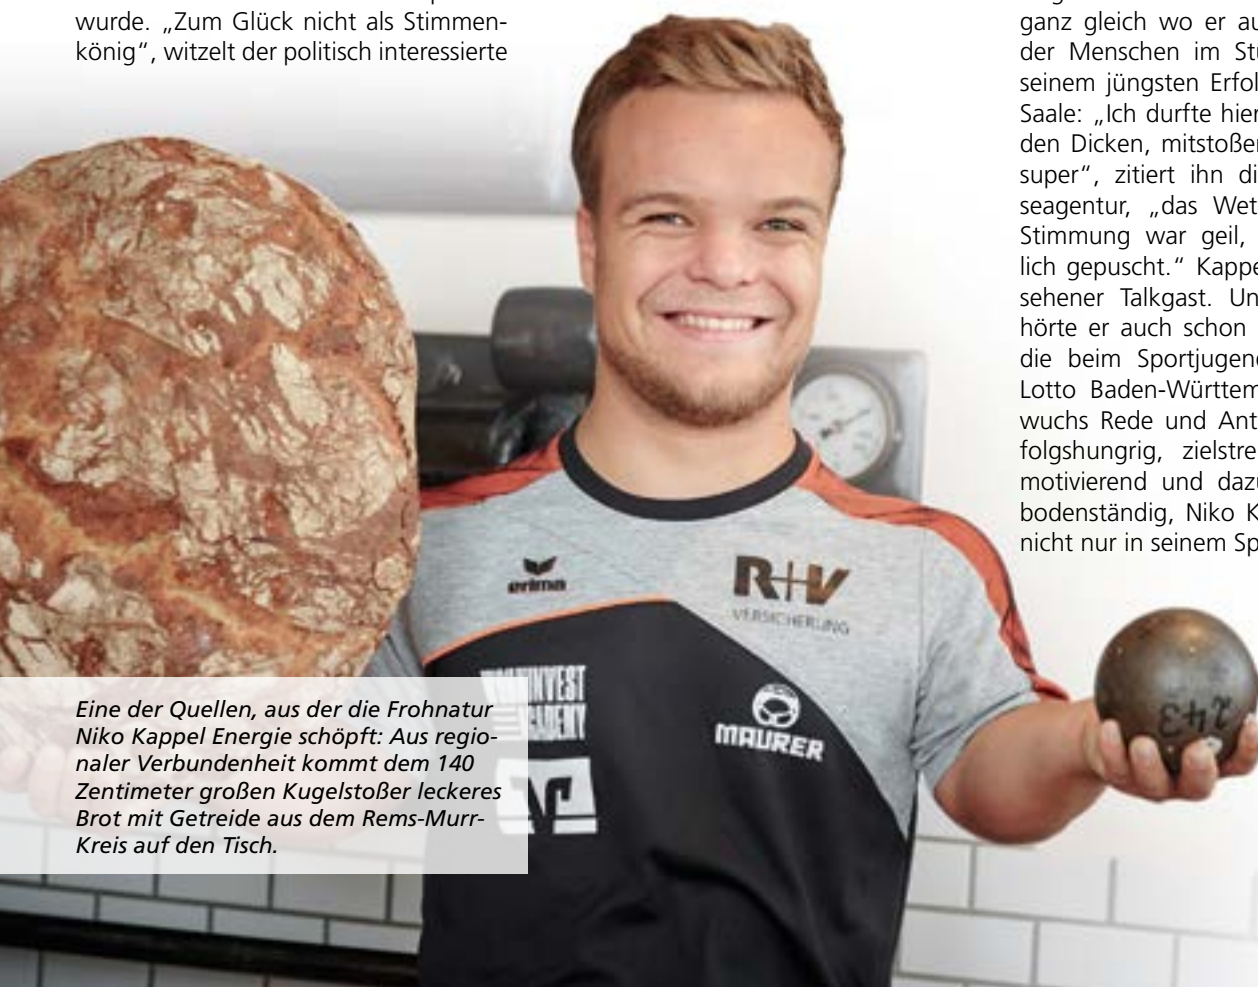 wurde. „Zum Glück nicht als Stimmen-
könig“, witzelt der politisch interessierte
ganz gleich wo er au
der Menschen im Stu
seinem jüngsten Erfol
Saale: „Ich durfte hier
den Dicken, mitstoßen
super“, zitiert ihn di
seagentur, „das Wet
Stimmung war geil,
lich gepuscht.“ Kappe
sehener Talkgast. Un
hörte er auch schon
die beim Sportjugend
Lotto Baden-Württem
wuchs Rede und Ant
folgshungrig, zielstre
motivierend und dazu
bodenständig, Niko K
nicht nur in seinem Sp
erima
R+V
VERSICHERUNG
MAURER
243
Eine der Quellen, aus der die Frohnatur
Niko Kappel Energie schöpft: Aus regio-
naler Verbundenheit kommt dem 140
Zentimeter großen Kugelstoßer leckeres
Brot mit Getreide aus dem Rems-Murr-
Kreis auf den Tisch.